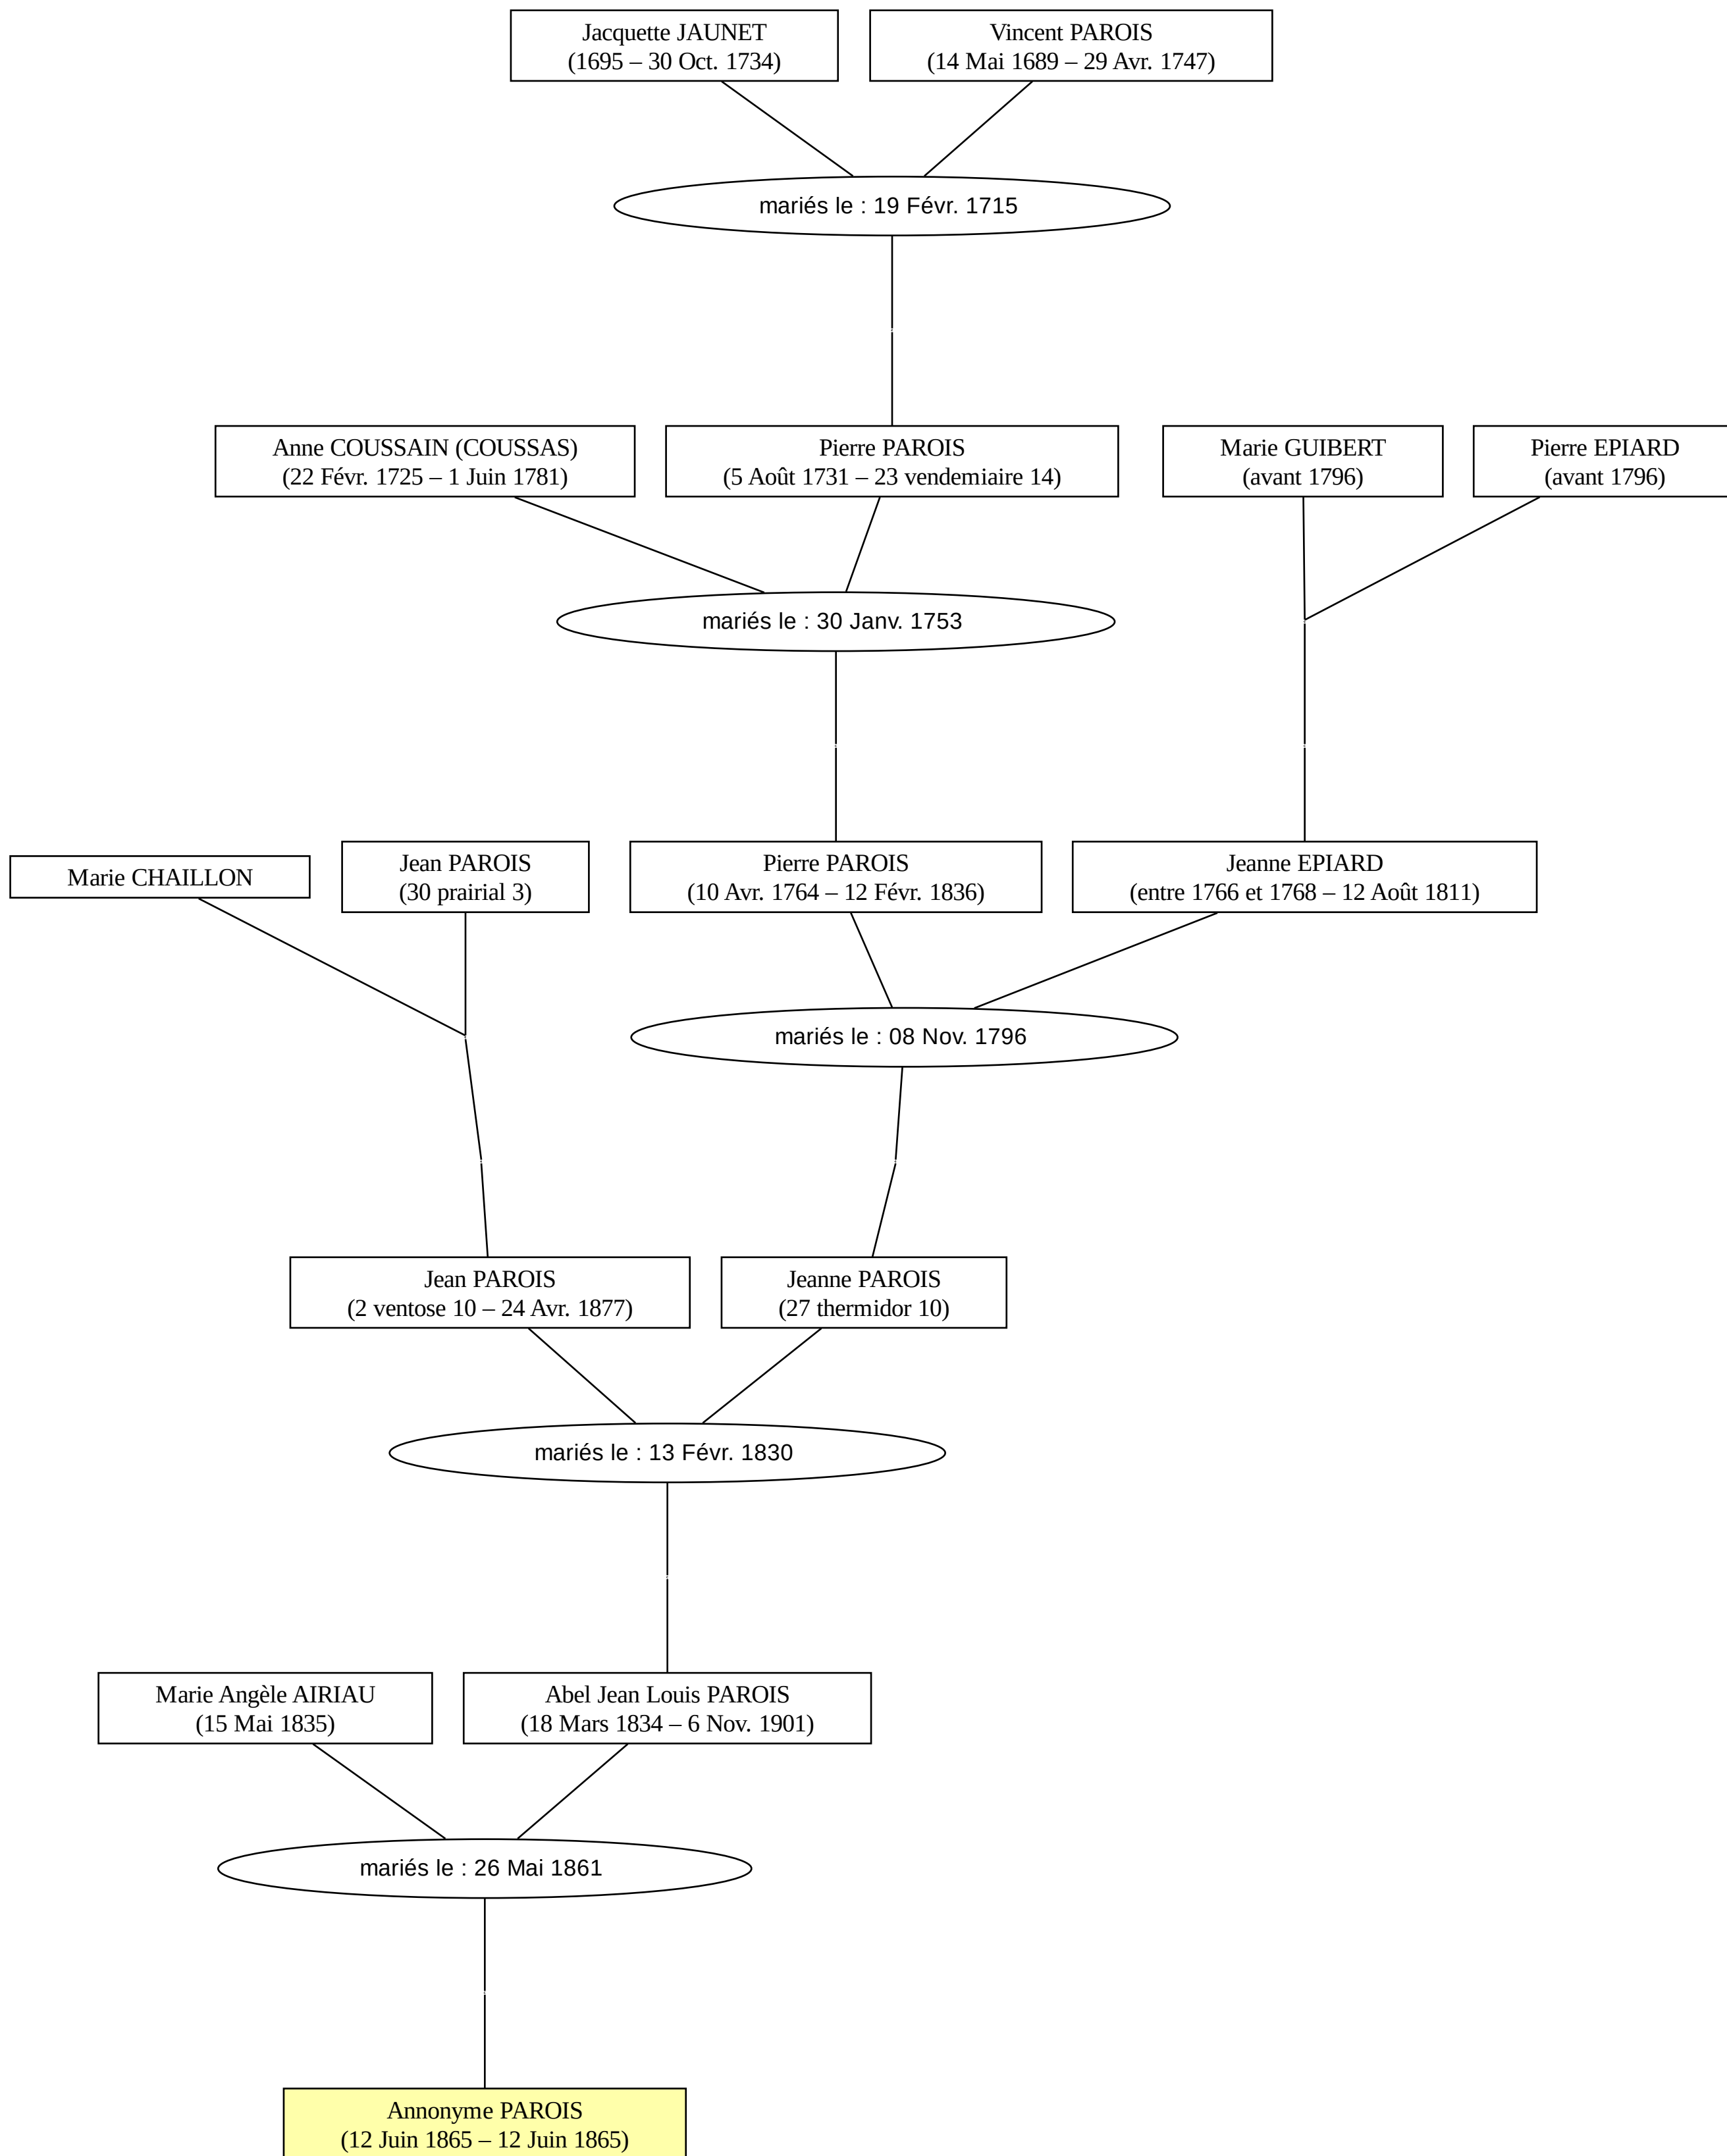 Jacquette JAUNET
(1695 – 30 Oct. 1734)
Vincent PAROIS
(14 Mai 1689 – 29 Avr. 1747)
mariés le : 19 Févr. 1715
Anne COUSSAIN (COUSSAS)
(22 Févr. 1725 – 1 Juin 1781)
Pierre PAROIS
(5 Août 1731 – 23 vendemiaire 14)
Marie GUIBERT
(avant 1796)
Pierre EPIARD
(avant 1796)
mariés le : 30 Janv. 1753
Marie CHAILLON
Jean PAROIS
(30 prairial 3)
Pierre PAROIS
(10 Avr. 1764 – 12 Févr. 1836)
Jeanne EPIARD
(entre 1766 et 1768 – 12 Août 1811)
mariés le : 08 Nov. 1796
Jean PAROIS
(2 ventose 10 – 24 Avr. 1877)
Jeanne PAROIS
(27 thermidor 10)
mariés le : 13 Févr. 1830
Marie Angèle AIRIAU
(15 Mai 1835)
Abel Jean Louis PAROIS
(18 Mars 1834 – 6 Nov. 1901)
mariés le : 26 Mai 1861
Annonyme PAROIS
(12 Juin 1865 – 12 Juin 1865)